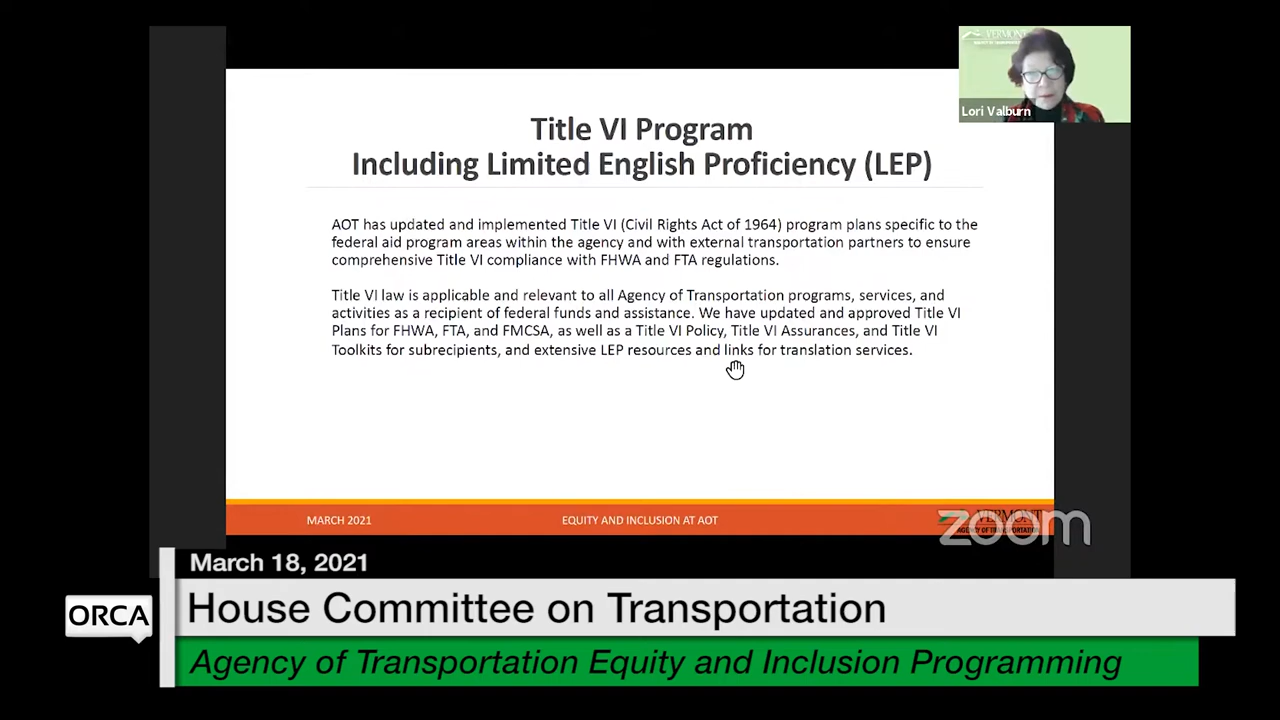 VERMONT
Lori Valburn
Title VI Program
Including Limited English Proficiency (LEP)
AOT has updated and implemented Title VI (Civil Rights Act of 1964) program plans specific to the
federal aid program areas within the agency and with external transportation partners to ensure
comprehensive Title VI compliance with FHWA and FTA regulations.
Title VI law is applicable and relevant to all Agency of Transportation programs, services, and
activities as a recipient of federal funds and assistance. We have updated and approved Title VI
Plans for FHWA, FTA, and FMCSA, as well as a Title VI Policy, Title VI Assurances, and Title VI
Toolkits for subrecipients, and extensive LEP resources and links for translation services.
MARCH 2021
EQUITY AND INCLUSION AT AOT
VERMONT
AGENCY OF TRANSPORTATION
zoom
March 18, 2021
ORCA
House Committee on Transportation
Agency of Transportation Equity and Inclusion Programming